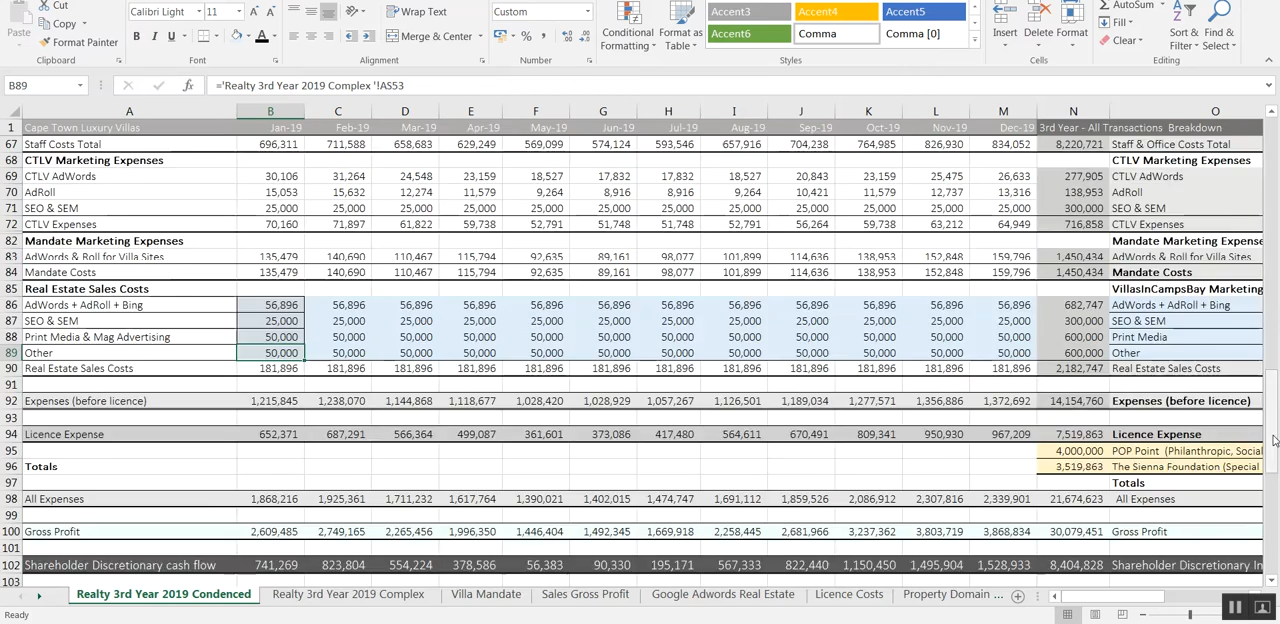 Cut
Copy
Paste
Format Painter
Clipboard
Calibri Light 11
B I U
Font
Wrap Text
Merge & Center
Alignment
Custom
Number
Conditional Formatting
Format as Table
Accent3 Accent4 Accent5
Accent6 Comma Comma [0]
Styles
Insert Delete Format
Cells
AutoSum
Fill
Clear
Sort & Filter
Find & Select
Editing
B89 fx ='Realty 3rd Year 2019 Complex '!AS53
A B C D E F G H I J K L M N O
1 Cape Town Luxury Villas Jan-19 Feb-19 Mar-19 Apr-19 May-19 Jun-19 Jul-19 Aug-19 Sep-19 Oct-19 Nov-19 Dec-19 3rd Year - All Transactions Breakdown
67 Staff Costs Total 696,311 711,588 658,683 629,249 569,099 574,124 593,546 657,916 704,238 764,985 826,930 834,052 8,220,721 Staff & Office Costs Total
68 CTLV Marketing Expenses CTLV Marketing Expenses
69 CTLV AdWords 30,106 31,264 24,548 23,159 18,527 17,832 17,832 18,527 20,843 23,159 25,475 26,633 277,905 CTLV AdWords
70 AdRoll 15,053 15,632 12,274 11,579 9,264 8,916 8,916 9,264 10,421 11,579 12,737 13,316 138,953 AdRoll
71 SEO & SEM 25,000 25,000 25,000 25,000 25,000 25,000 25,000 25,000 25,000 25,000 25,000 25,000 300,000 SEO & SEM
72 CTLV Expenses 70,160 71,897 61,822 59,738 52,791 51,748 51,748 52,791 56,264 59,738 63,212 64,949 716,858 CTLV Expenses
82 Mandate Marketing Expenses Mandate Marketing Expense
83 AdWords & Roll for Villa Sites 135,479 140,690 110,467 115,794 92,635 89,161 98,077 101,899 114,636 138,953 152,848 159,796 1,450,434 AdWords & Roll for Villa Sites
84 Mandate Costs 135,479 140,690 110,467 115,794 92,635 89,161 98,077 101,899 114,636 138,953 152,848 159,796 1,450,434 Mandate Costs
85 Real Estate Sales Costs VillasInCampsBay Marketing
86 AdWords + AdRoll + Bing 56,896 56,896 56,896 56,896 56,896 56,896 56,896 56,896 56,896 56,896 56,896 56,896 682,747 AdWords + AdRoll + Bing
87 SEO & SEM 25,000 25,000 25,000 25,000 25,000 25,000 25,000 25,000 25,000 25,000 25,000 25,000 300,000 SEO & SEM
88 Print Media & Mag Advertising 50,000 50,000 50,000 50,000 50,000 50,000 50,000 50,000 50,000 50,000 50,000 50,000 600,000 Print Media
89 Other 50,000 50,000 50,000 50,000 50,000 50,000 50,000 50,000 50,000 50,000 50,000 50,000 600,000 Other
90 Real Estate Sales Costs 181,896 181,896 181,896 181,896 181,896 181,896 181,896 181,896 181,896 181,896 181,896 181,896 2,182,747 Real Estate Sales Costs
91
92 Expenses (before licence) 1,215,845 1,238,070 1,144,868 1,118,677 1,028,420 1,028,929 1,057,267 1,126,501 1,189,034 1,277,571 1,356,886 1,372,692 14,154,760 Expenses (before licence)
93
94 Licence Expense 652,371 687,291 566,364 499,087 361,601 373,086 417,480 564,611 670,491 809,341 950,930 967,209 7,519,863 Licence Expense
95 4,000,000 POP Point (Philanthropic, Social
96 Totals 3,519,863 The Sienna Foundation (Special
97 Totals
98 All Expenses 1,868,216 1,925,361 1,711,232 1,617,764 1,390,021 1,402,015 1,474,747 1,691,112 1,859,526 2,086,912 2,307,816 2,339,901 21,674,623 All Expenses
99
100 Gross Profit 2,609,485 2,749,165 2,265,456 1,996,350 1,446,404 1,492,345 1,669,918 2,258,445 2,681,966 3,237,362 3,803,719 3,868,834 30,079,451 Gross Profit
101
102 Shareholder Discretionary cash flow 741,269 823,804 554,224 378,586 56,383 90,330 195,171 567,333 822,440 1,150,450 1,495,904 1,528,933 8,404,828 Shareholder Discretionary In
103
Realty 3rd Year 2019 Condensed Realty 3rd Year 2019 Complex Villa Mandate Sales Gross Profit Google Adwords Real Estate Licence Costs Property Domain ...
Ready